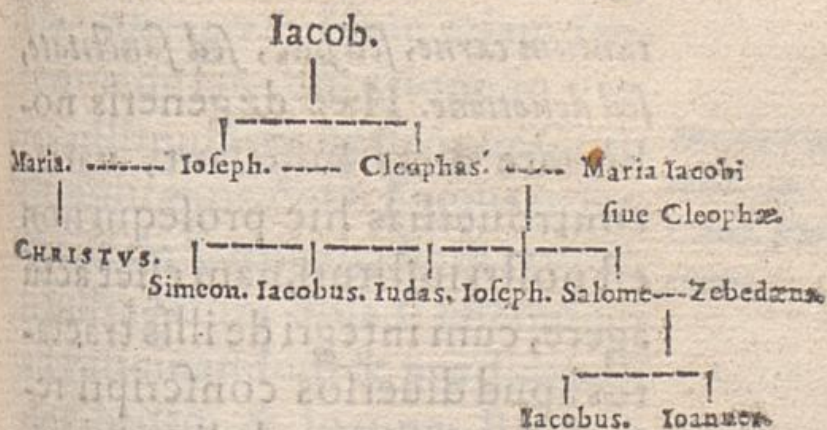 Iacob.
Maria. Ioſeph. Cleophas. Maria Iacobi
ſiue Cleophæ.
CHRISTVS.
Simeon. Iacobus. Iudas. Ioſeph. Salome Zebedæus
Iacobus. Ioannes